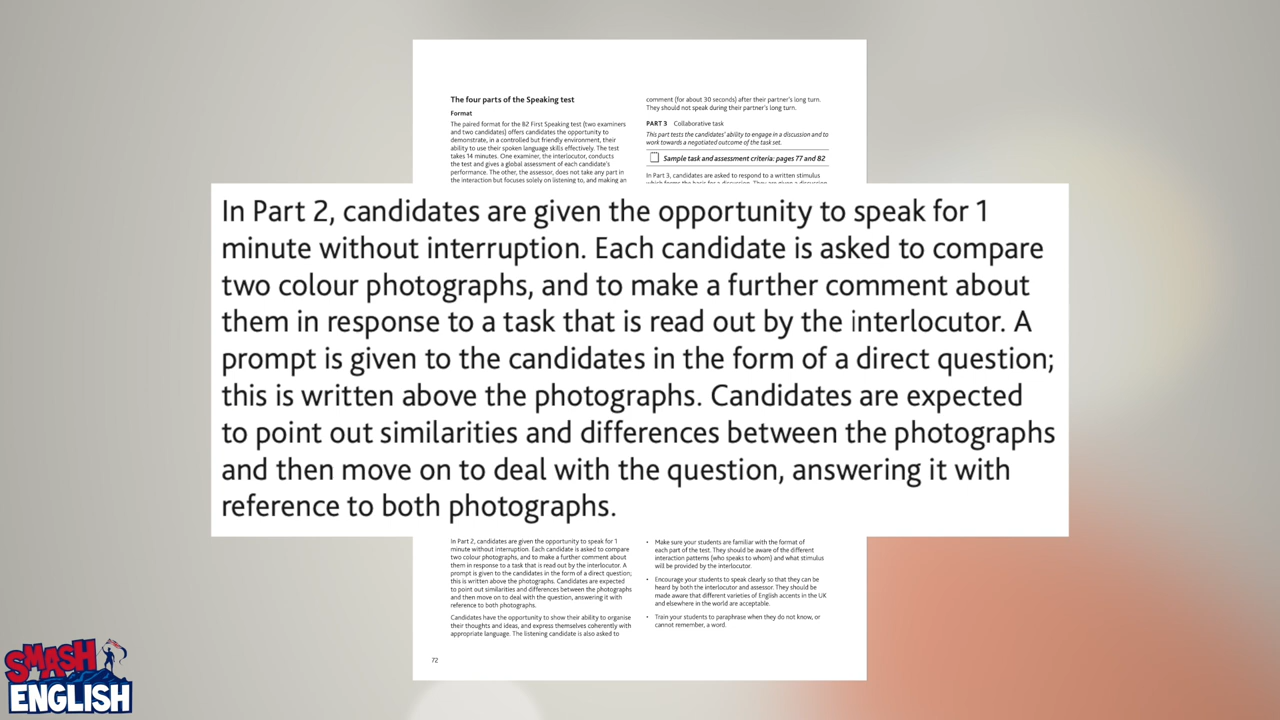 The four parts of the Speaking test
Format
The paired format for the B2 First Speaking test (two examiners
and two candidates) offers candidates the opportunity to
demonstrate, in a controlled but friendly environment, their
ability to use their spoken language skills effectively. The test
takes 14 minutes. One examiner, the interlocutor, conducts
the test and gives a global assessment of each candidate's
performance. The other, the assessor, does not take any part in
the interaction but focuses solely on listening to, and making an
comment (for about 30 seconds) after their partner's long turn.
They should not speak during their partner's long turn.
PART 3 Collaborative task
This part tests the candidates' ability to engage in a discussion and to
work towards a negotiated outcome of the task set.
Sample task and assessment criteria: pages 77 and 82
In Part 3, candidates are asked to respond to a written stimulus
which forms the basis for a discussion. They are given a discussion
In Part 2, candidates are given the opportunity to speak for 1
minute without interruption. Each candidate is asked to compare
two colour photographs, and to make a further comment about
them in response to a task that is read out by the interlocutor. A
prompt is given to the candidates in the form of a direct question;
this is written above the photographs. Candidates are expected
to point out similarities and differences between the photographs
and then move on to deal with the question, answering it with
reference to both photographs.
In Part 2, candidates are given the opportunity to speak for 1
minute without interruption. Each candidate is asked to compare
two colour photographs, and to make a further comment about
them in response to a task that is read out by the interlocutor. A
prompt is given to the candidates in the form of a direct question;
this is written above the photographs. Candidates are expected
to point out similarities and differences between the photographs
and then move on to deal with the question, answering it with
reference to both photographs.
Candidates have the opportunity to show their ability to organise
their thoughts and ideas, and express themselves coherently with
appropriate language. The listening candidate is also asked to
• Make sure your students are familiar with the format of
each part of the test. They should be aware of the different
interaction patterns (who speaks to whom) and what stimulus
will be provided by the interlocutor.
• Encourage your students to speak clearly so that they can be
heard by both the interlocutor and assessor. They should be
made aware that different varieties of English accents in the UK
and elsewhere in the world are acceptable.
• Train your students to paraphrase when they do not know, or
cannot remember, a word.
72
SMASH
ENGLISH